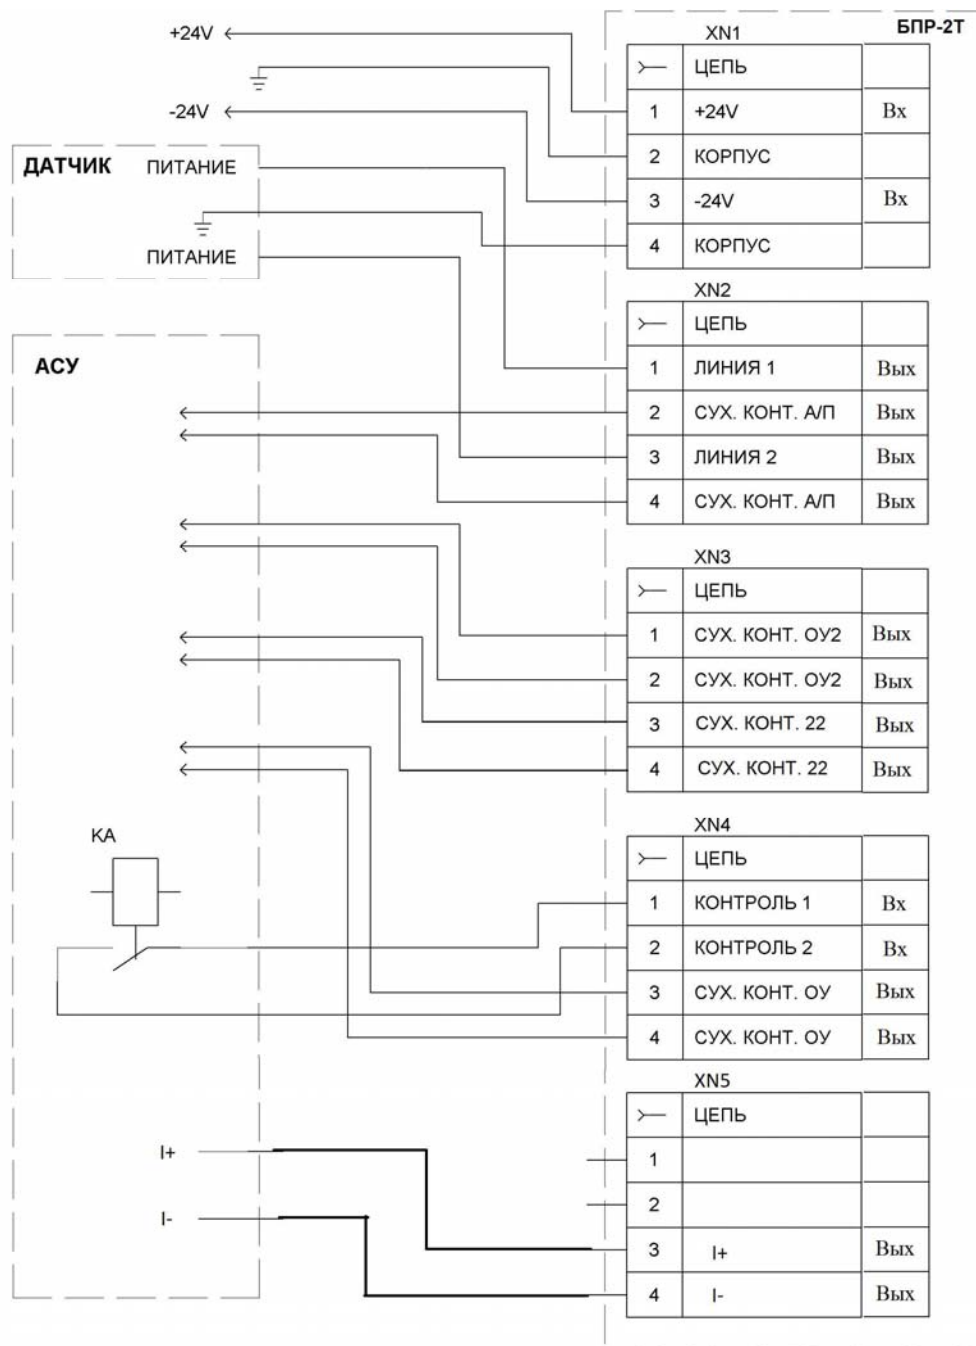 БПР-2Т
+24V
XN1
ЦЕПЬ
-24V
1 +24V Вх
2 КОРПУС
ДАТЧИК ПИТАНИЕ
3 -24V Вх
4 КОРПУС
ПИТАНИЕ
XN2
ЦЕПЬ
АСУ
1 ЛИНИЯ 1 Вых
2 СУХ. КОНТ. А/П Вых
3 ЛИНИЯ 2 Вых
4 СУХ. КОНТ. А/П Вых
XN3
ЦЕПЬ
1 СУХ. КОНТ. ОУ2 Вых
2 СУХ. КОНТ. ОУ2 Вых
3 СУХ. КОНТ. 22 Вых
4 СУХ. КОНТ. 22 Вых
XN4
КА
ЦЕПЬ
1 КОНТРОЛЬ 1 Вх
2 КОНТРОЛЬ 2 Вх
3 СУХ. КОНТ. ОУ Вых
4 СУХ. КОНТ. ОУ Вых
XN5
ЦЕПЬ
I+
1
2
I-
3 I+ Вых
4 I- Вых